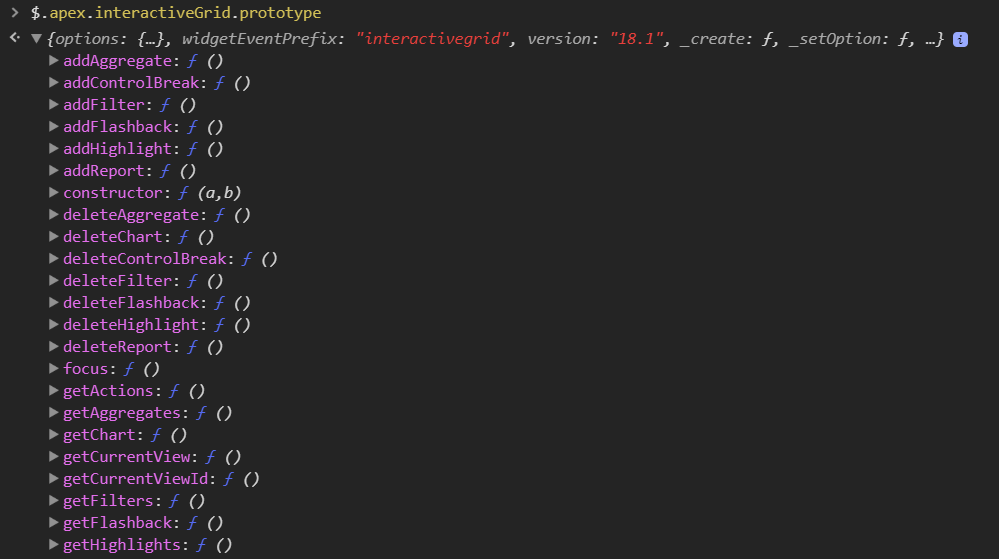 > $.apex.interactiveGrid.prototype
{options: {…}, widgetEventPrefix: "interactivegrid", version: "18.1", _create: ƒ, _setOption: ƒ, …} i
addAggregate: ƒ ()
addControlBreak: ƒ ()
addFilter: ƒ ()
addFlashback: ƒ ()
addHighlight: ƒ ()
addReport: ƒ ()
constructor: ƒ (a,b)
deleteAggregate: ƒ ()
deleteChart: ƒ ()
deleteControlBreak: ƒ ()
deleteFilter: ƒ ()
deleteFlashback: ƒ ()
deleteHighlight: ƒ ()
deleteReport: ƒ ()
focus: ƒ ()
getActions: ƒ ()
getAggregates: ƒ ()
getChart: ƒ ()
getCurrentView: ƒ ()
getCurrentViewId: ƒ ()
getFilters: ƒ ()
getFlashback: ƒ ()
getHighlights: ƒ ()